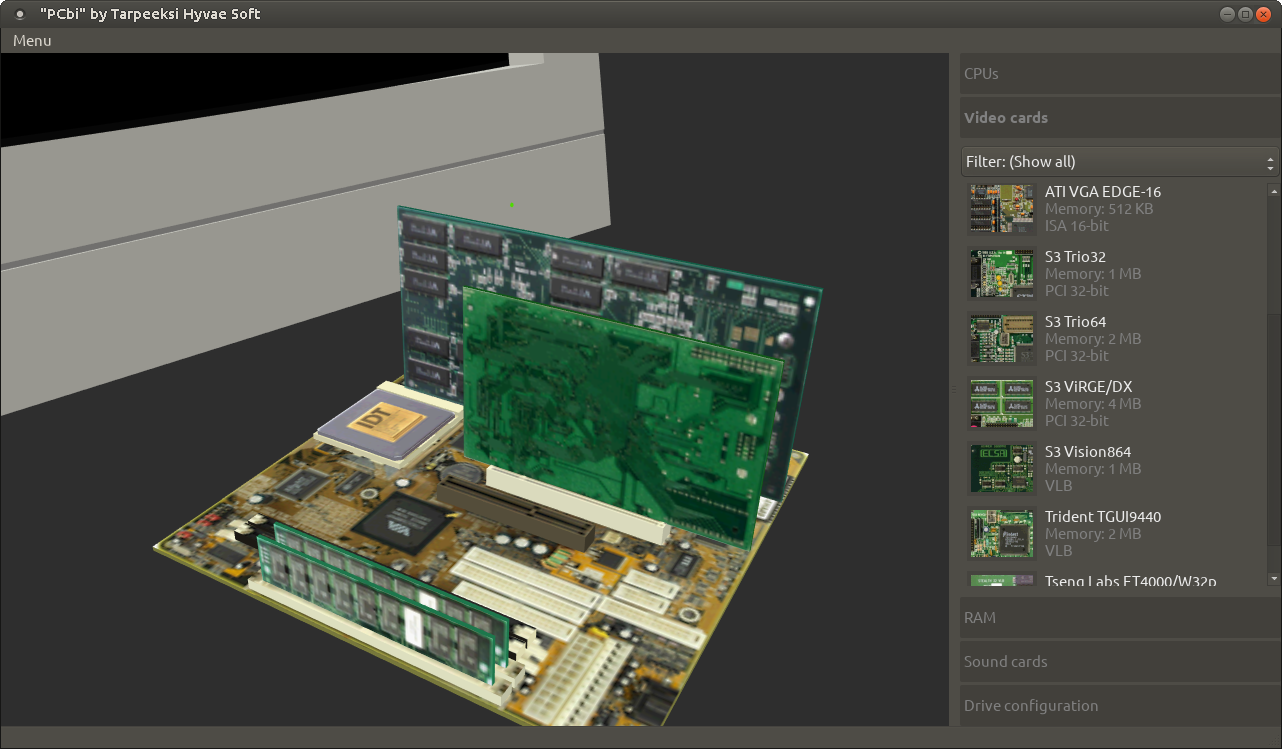 "PCbi" by Tarpeeksi Hyvae Soft
Menu
CPUs
Video cards
Filter: (Show all)
ATI VGA EDGE-16
Memory: 512 KB
ISA 16-bit
S3 Trio32
Memory: 1 MB
PCI 32-bit
S3 Trio64
Memory: 2 MB
PCI 32-bit
S3 ViRGE/DX
Memory: 4 MB
PCI 32-bit
S3 Vision864
Memory: 1 MB
VLB
Trident TGUI9440
Memory: 2 MB
VLB
Tseng Labs ET4000/W32p
RAM
Sound cards
Drive configuration
IDT
VIA